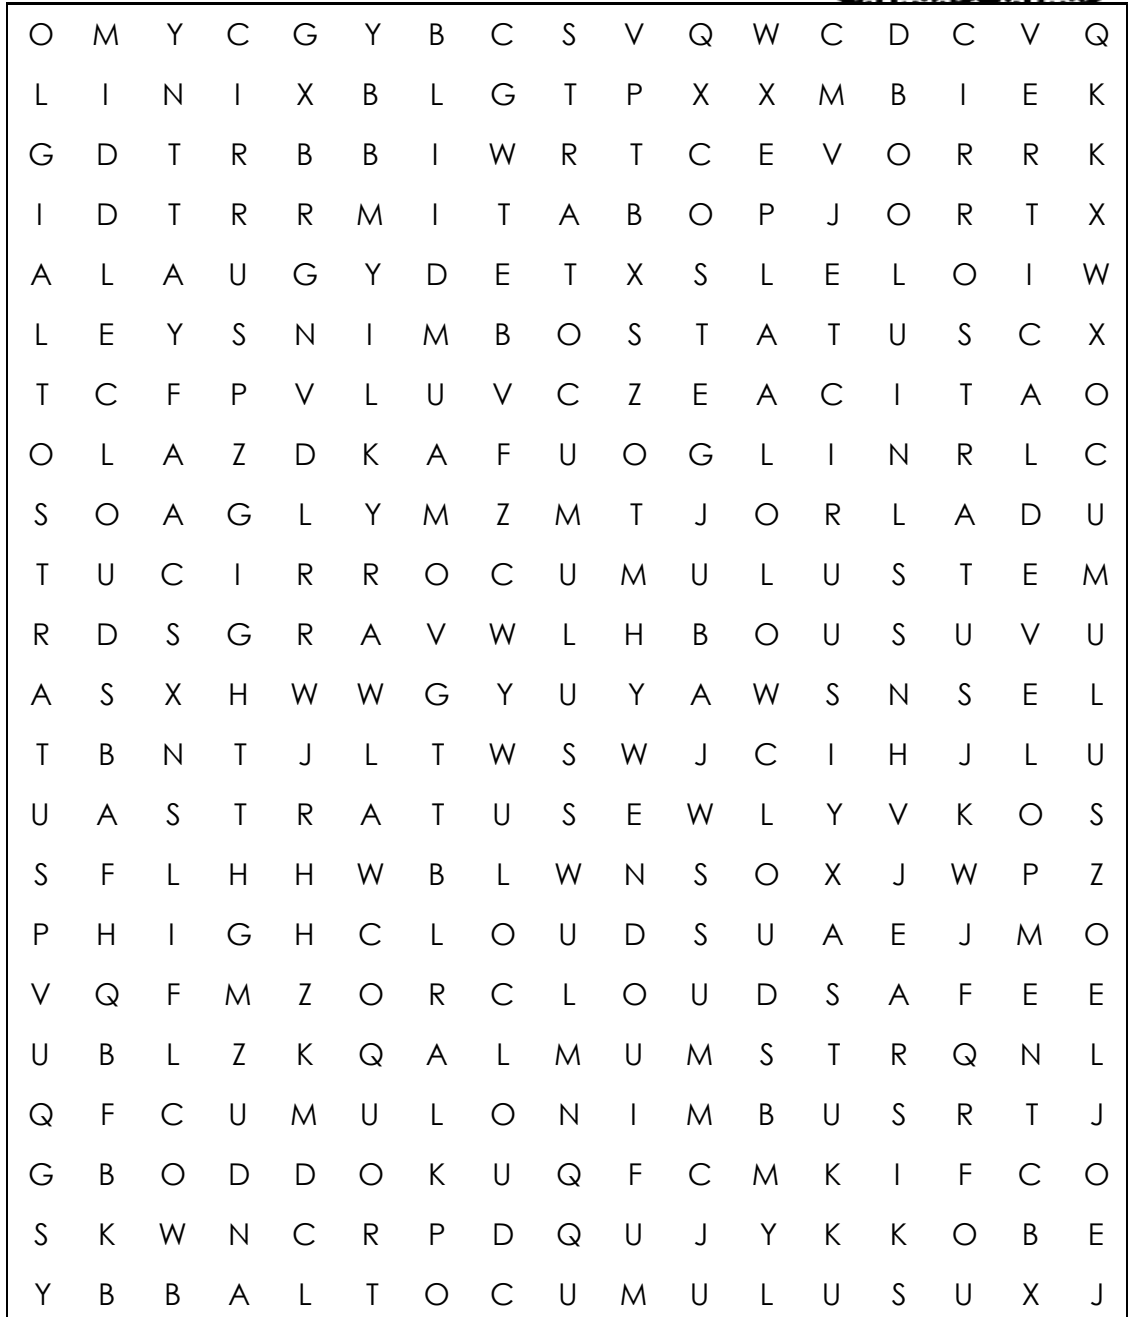 O M Y C G Y B C S V Q W C D C V Q
L I N I X B L G T P X X M B I E K
G D T R B B I W R T C E V O R R K
I D T R R M I T A B O P J O R T X
A L A U G Y D E T X S L E L O I W
L E Y S N I M B O S T A T U S C X
T C F P V L U V C Z E A C I T A O
O L A Z D K A F U O G L I N R L C
S O A G L Y M Z M T J O R L A D U
T U C I R R O C U M U L U S T E M
R D S G R A V W L H B O U S U V U
A S X H W W G Y U Y A W S N S E L
T B N T J L T W S W J C I H J L U
U A S T R A T U S E W L Y V K O S
S F L H H W B L W N S O X J W P Z
P H I G H C L O U D S U A E J M O
V Q F M Z O R C L O U D S A F E E
U B L Z K Q A L M U M S T R Q N L
Q F C U M U L O N I M B U S R T J
G B O D D O K U Q F C M K I F C O
S K W N C R P D Q U J Y K K O B E
Y B B A L T O C U M U L U S U X J